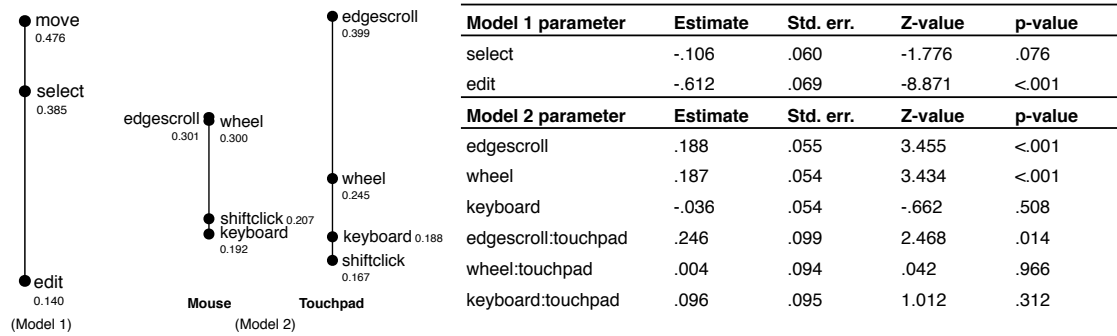 move
0.476
select
0.385
edit
0.140
(Model 1)
edgescroll
0.301
wheel
0.300
shiftclick 0.207
keyboard
0.192
Mouse
edgescroll
0.399
wheel
0.245
keyboard 0.188
shiftclick
0.167
Touchpad
(Model 2)
Model 1 parameter Estimate Std. err. Z-value p-value
select -.106 .060 -1.776 .076
edit -.612 .069 -8.871 <.001
Model 2 parameter Estimate Std. err. Z-value p-value
edgescroll .188 .055 3.455 <.001
wheel .187 .054 3.434 <.001
keyboard -.036 .054 -.662 .508
edgescroll:touchpad .246 .099 2.468 .014
wheel:touchpad .004 .094 .042 .966
keyboard:touchpad .096 .095 1.012 .312